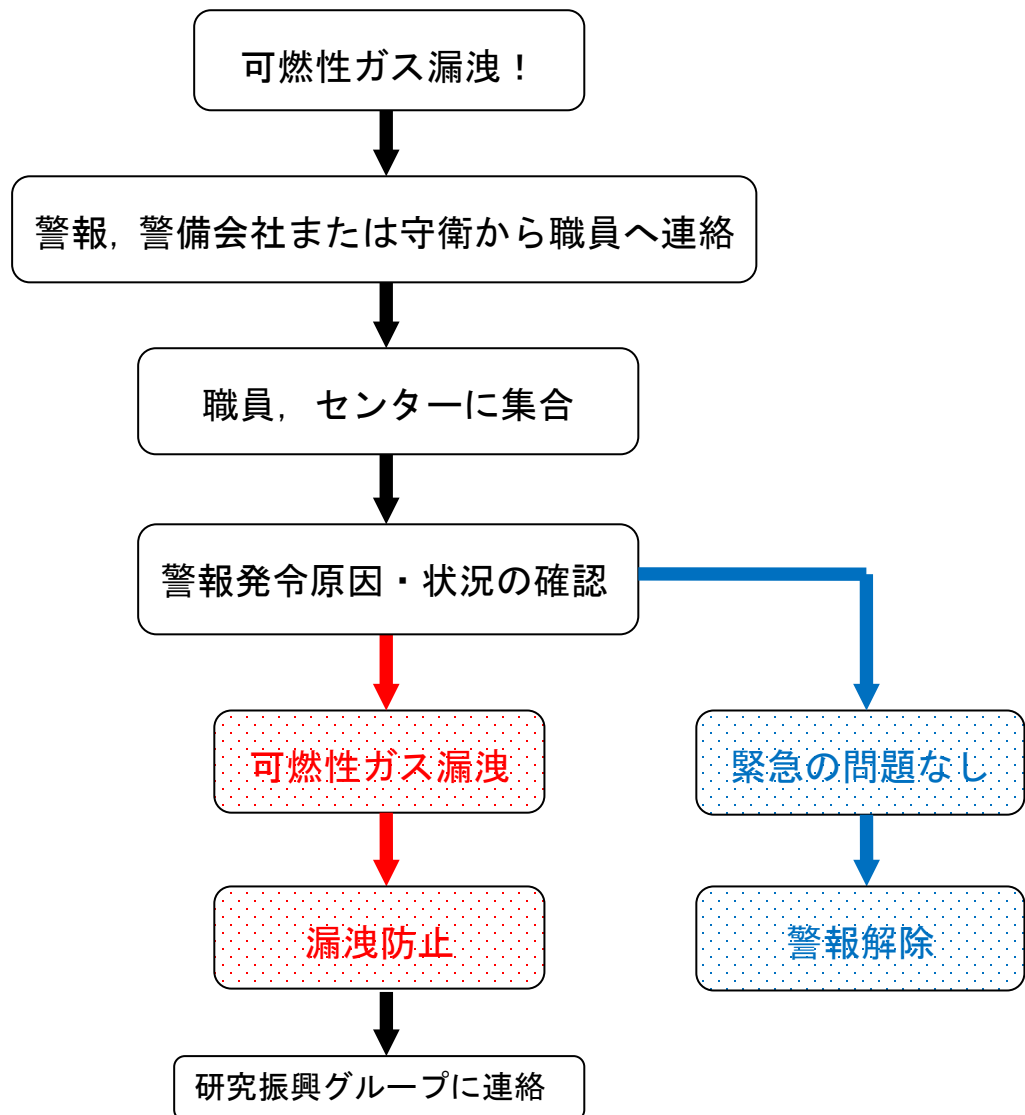 可燃性ガス漏洩！
警報，警備会社または守衛から職員へ連絡
職員，センターに集合
警報発令原因・状況の確認
可燃性ガス漏洩
緊急の問題なし
漏洩防止
警報解除
研究振興グループに連絡